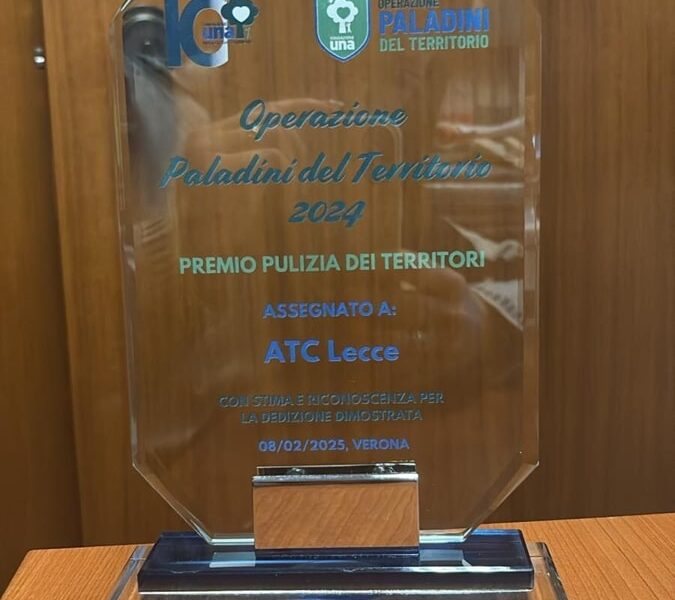 10
una
OPERAZIONE
PALADINI
DEL TERRITORIO
una
Operazione
Paladini del Territorio
2024
PREMIO PULIZIA DEI TERRITORI
ASSEGNATO A:
ATC Lecce
CON STIMA E RICONOSCENZA PER
LA DEDIZIONE DIMOSTRATA
08/02/2025, VERONA